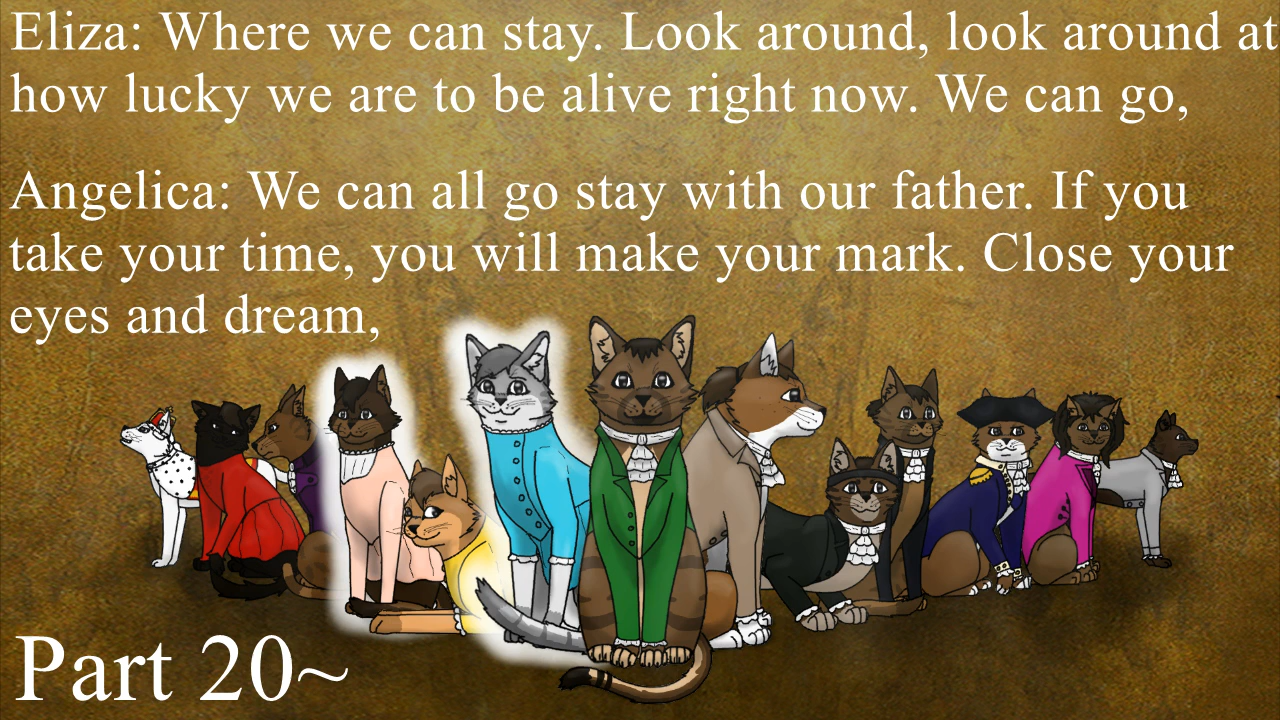 Eliza: Where we can stay. Look around, look around at
how lucky we are to be alive right now. We can go,
Angelica: We can all go stay with our father. If you
take your time, you will make your mark. Close your
eyes and dream,
Part 20~